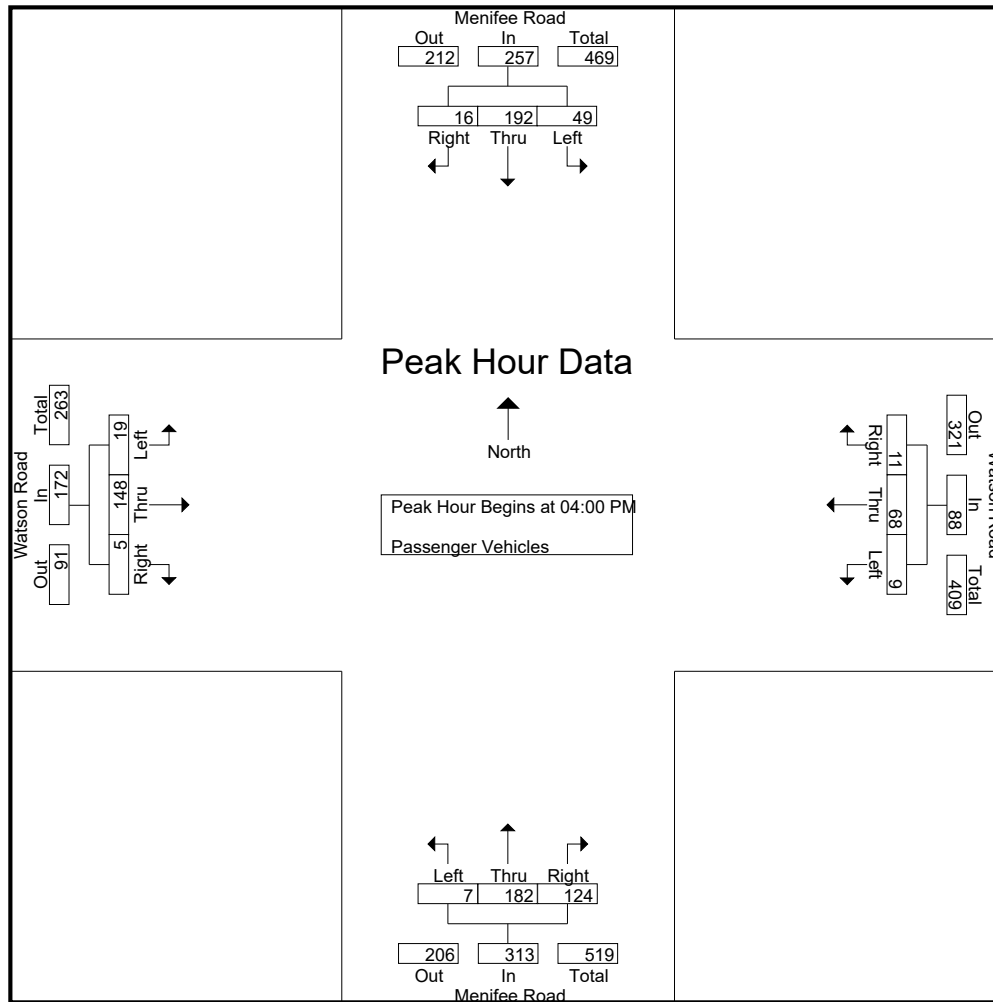 Menifee Road
Out In Total
212 257 469
16 192 49
Right Thru Left
Peak Hour Data
North
Peak Hour Begins at 04:00 PM
Passenger Vehicles
Watson Road
Out In Total
91 172 263
5 148 19
Right Thru Left
Watson Road
Out In Total
321 88 409
11 68 9
Right Thru Left
Left Thru Right
7 182 124
206 313 519
Out In Total
Menifee Road